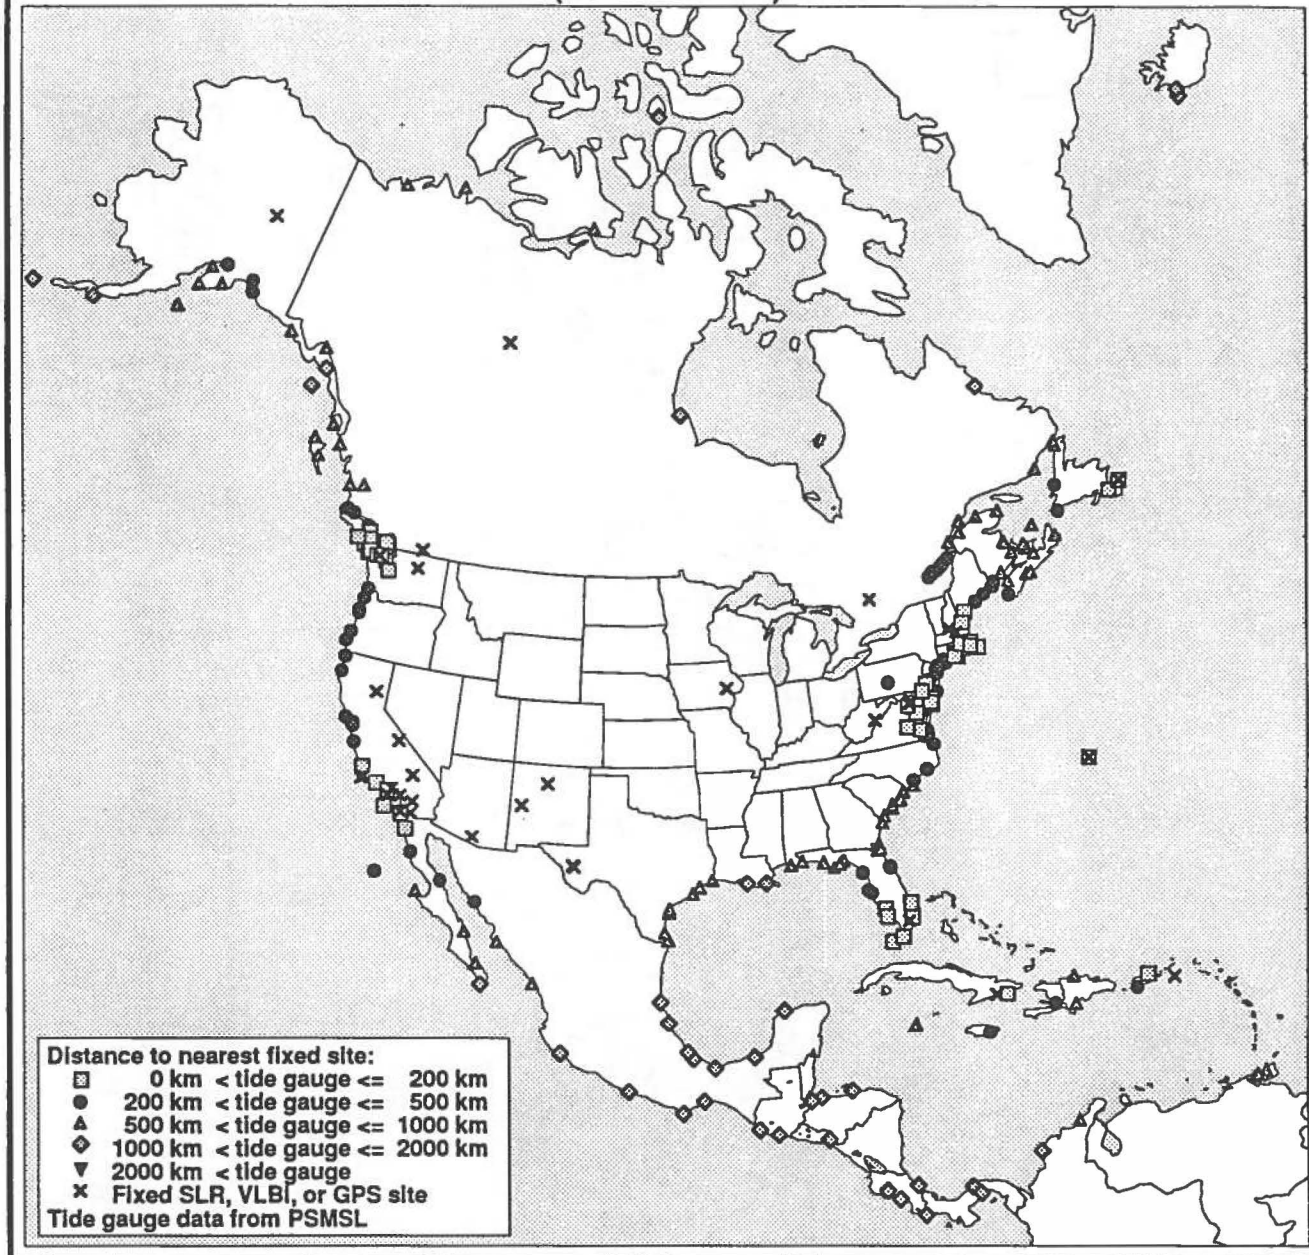 Distance to nearest fixed site:
0 km < tide gauge <= 200 km
200 km < tide gauge <= 500 km
500 km < tide gauge <= 1000 km
1000 km < tide gauge <= 2000 km
2000 km < tide gauge
Fixed SLR, VLBI, or GPS site
Tide gauge data from PSMSL